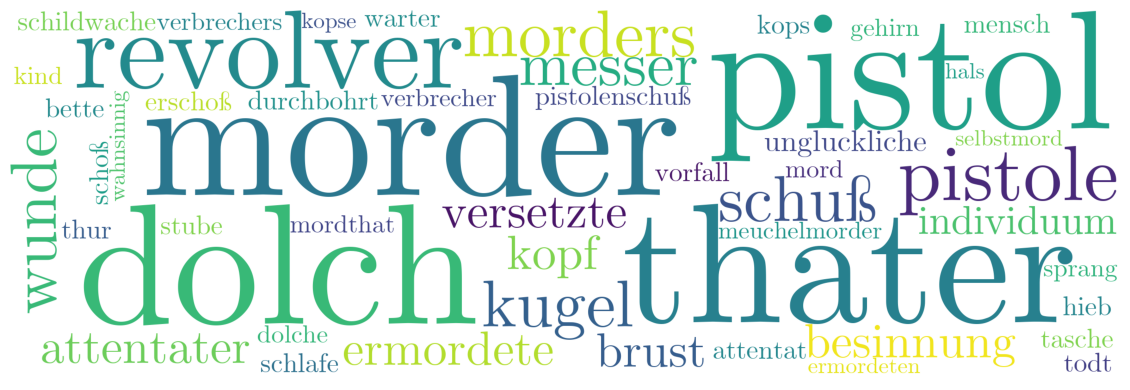 schildwache verbrechers kopse warter kops gehirn mensch
revolver morders pistol
kind messer hals
bette erschoß durchbohrt verbrecher pistolenschuß
wahnsinnig morder unglückliche selbstmord
schoß vorfall mord pistole
wunde versetzte schuß individuum
thur stube mordthat meuchelmorder
dolch kopf thater sprang
kugel hieb
attentater dolche ermordete brust attentat besinnung tasche
schlafe ermordeten todt